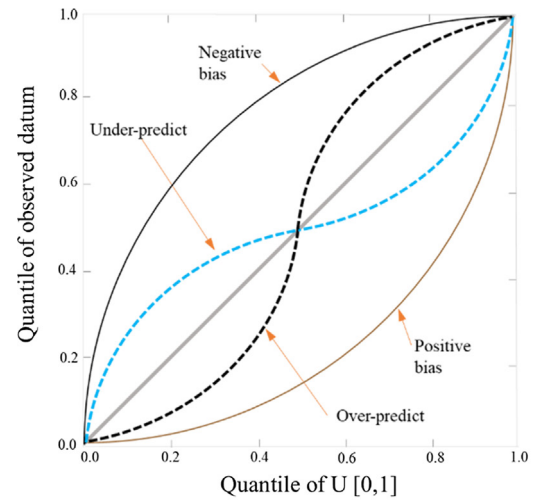 1.0
Negative
bias
0.8
Under-predict
0.6
0.4
0.2
Positive
bias
Over-predict
0.0
0.0 0.2 0.4 0.6 0.8 1.0
Quantile of observed datum
Quantile of U [0,1]